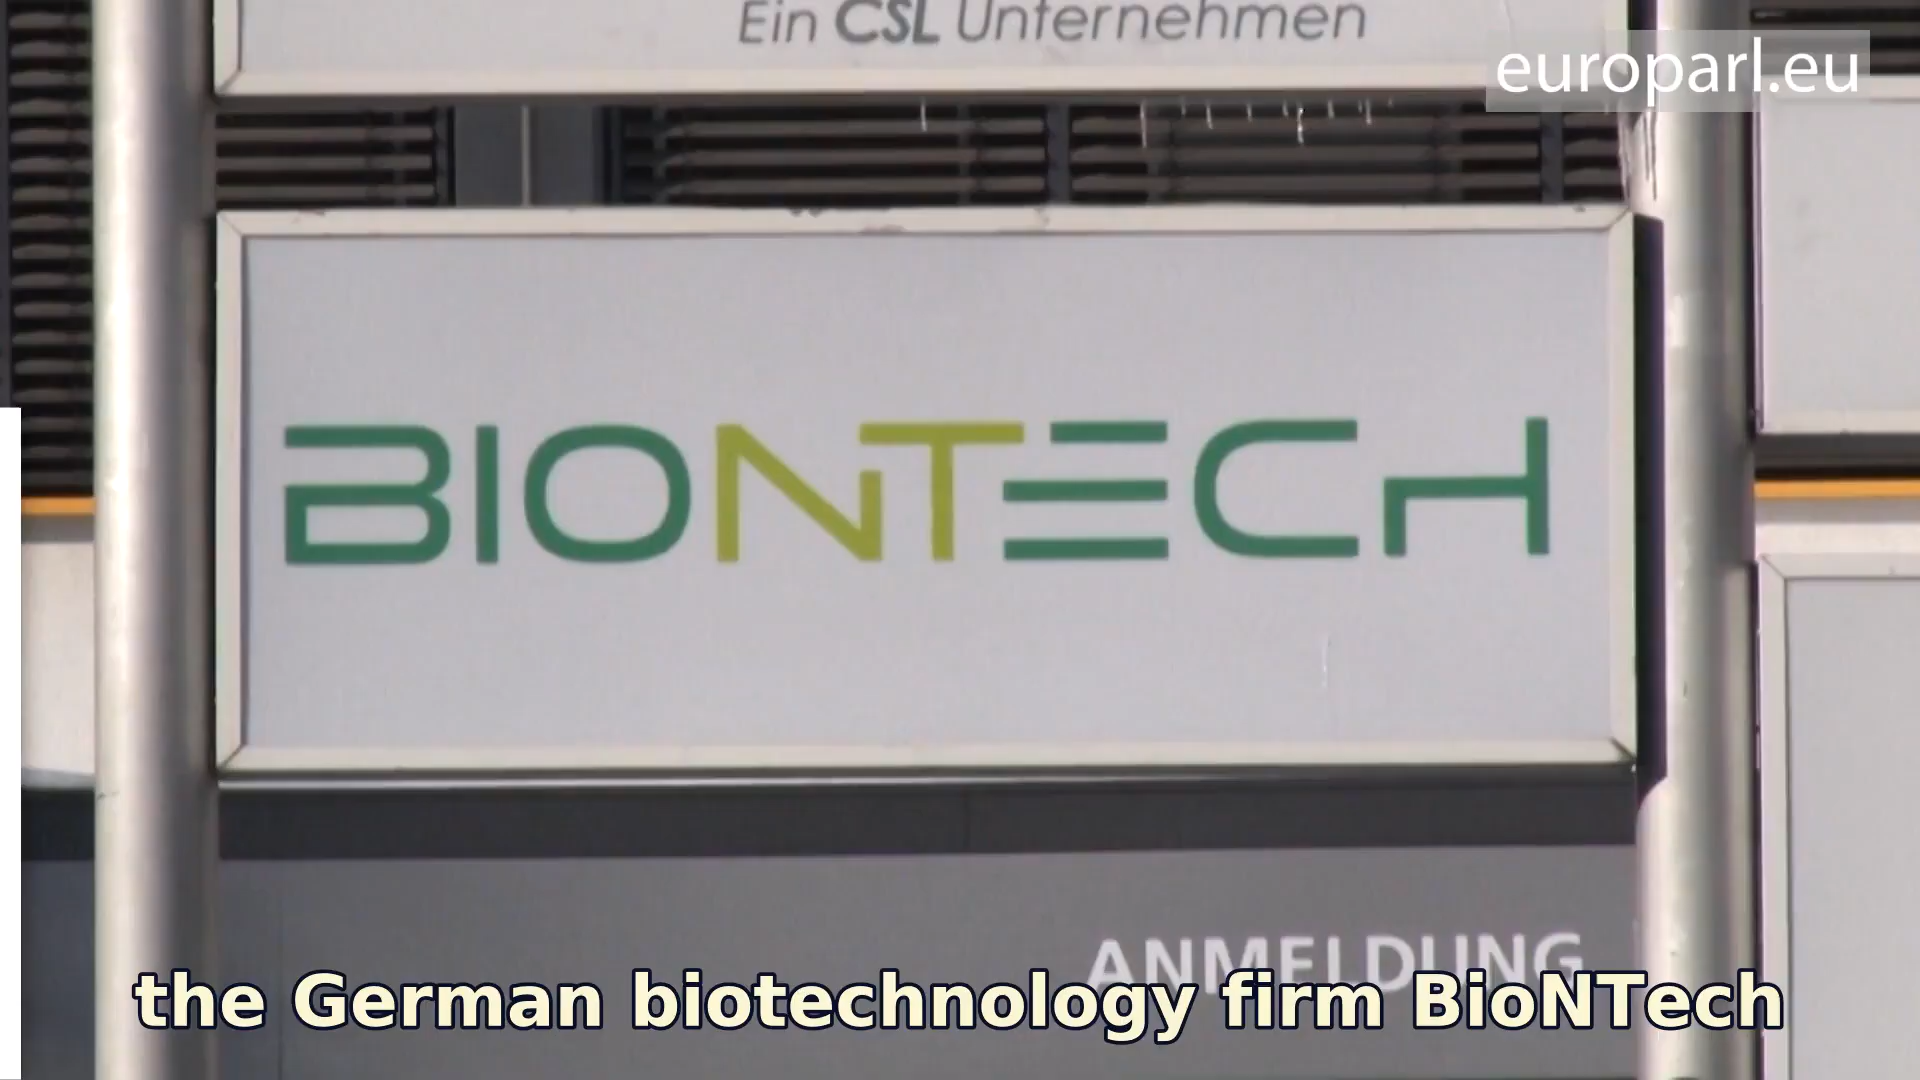 Ein CSL Unternehmen
europarl.eu
BIONTECH
ANMELDUNG
the German biotechnology firm BioNTech